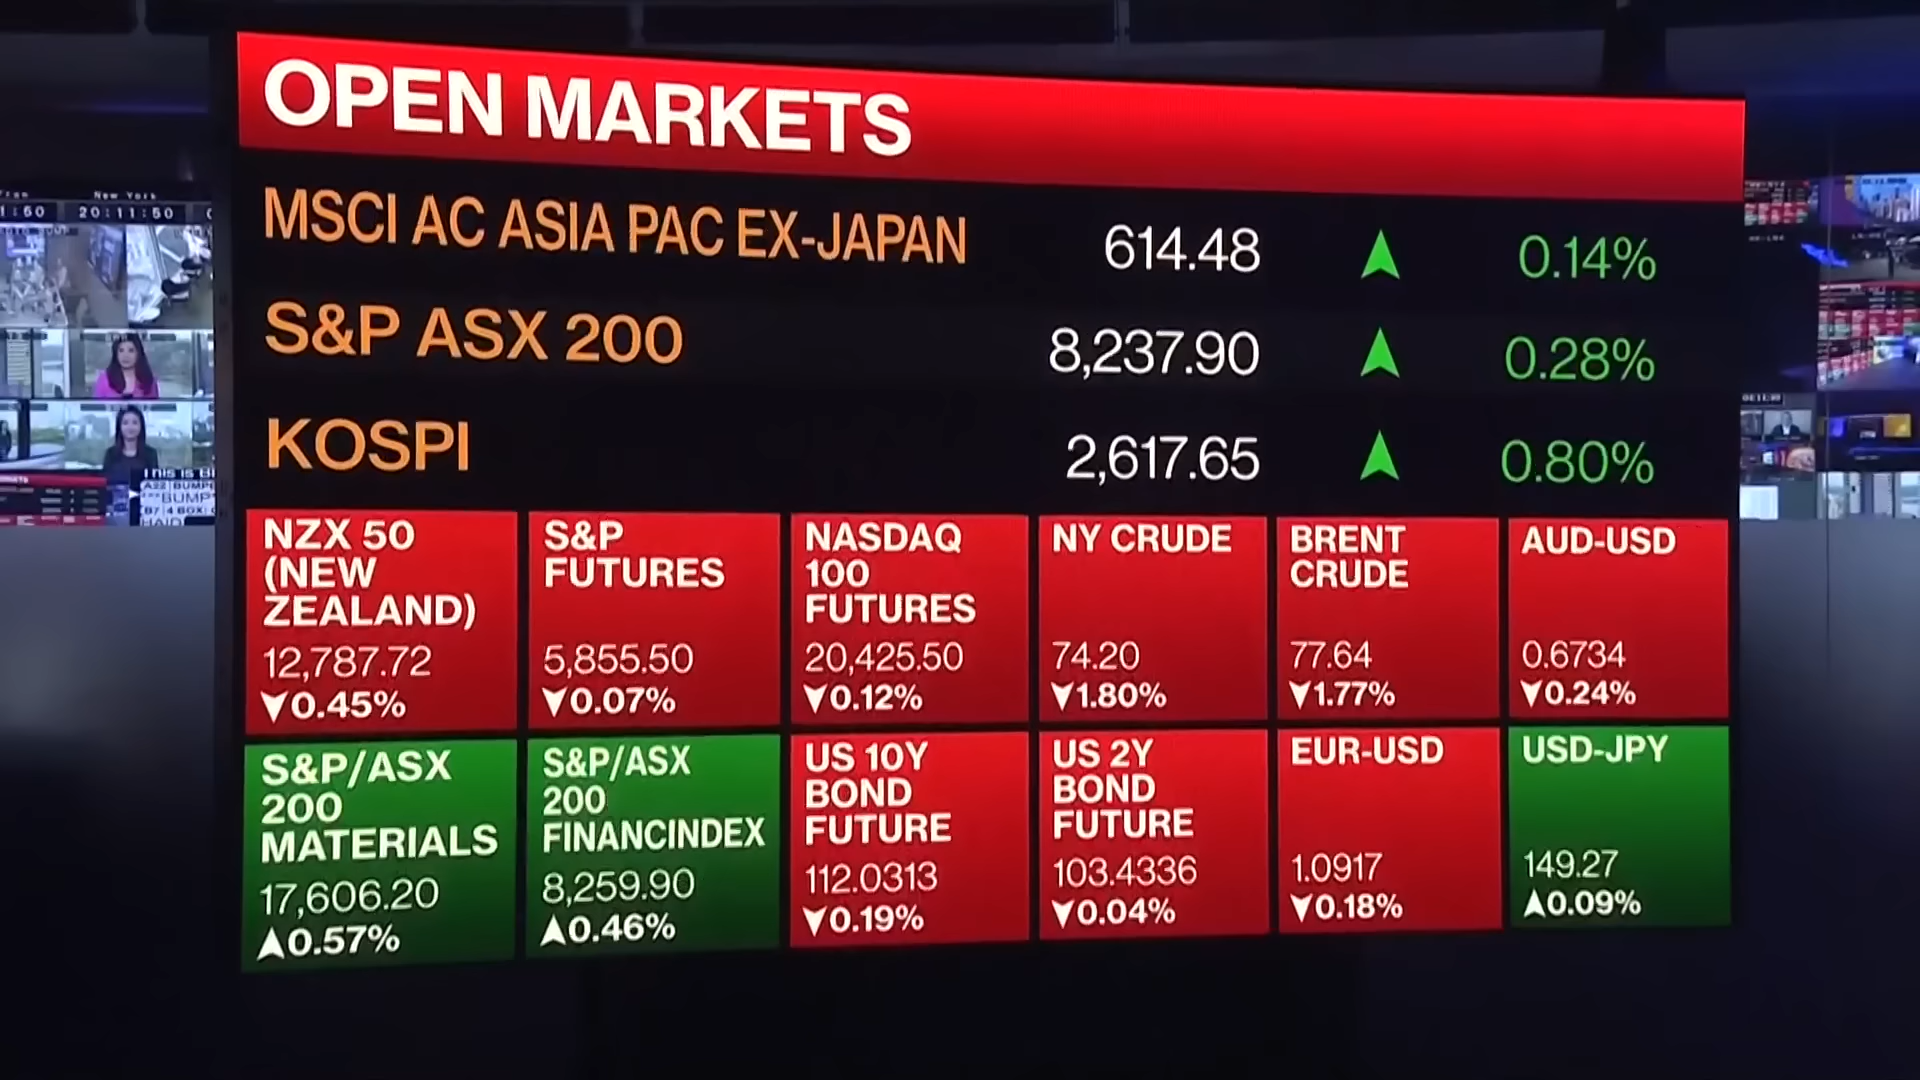 OPEN MARKETS
MSCI AC ASIA PAC EX-JAPAN 614.48 ▲ 0.14%
S&P ASX 200 8,237.90 ▲ 0.28%
KOSPI 2,617.65 ▲ 0.80%
NZX 50
(NEW
ZEALAND)
12,787.72
▼0.45%
S&P
FUTURES
5,855.50
▼0.07%
NASDAQ
100
FUTURES
20,425.50
▼0.12%
NY CRUDE
74.20
▼1.80%
BRENT
CRUDE
77.64
▼1.77%
AUD-USD
0.6734
▼0.24%
S&P/ASX
200
MATERIALS
17,606.20
▲0.57%
S&P/ASX
200
FINANCINDEX
8,259.90
▲0.46%
US 10Y
BOND
FUTURE
112.0313
▼0.19%
US 2Y
BOND
FUTURE
103.4336
▼0.04%
EUR-USD
1.0917
▼0.18%
USD-JPY
149.27
▲0.09%
New York
20:11:50
This is
BUMP
4 BOX: